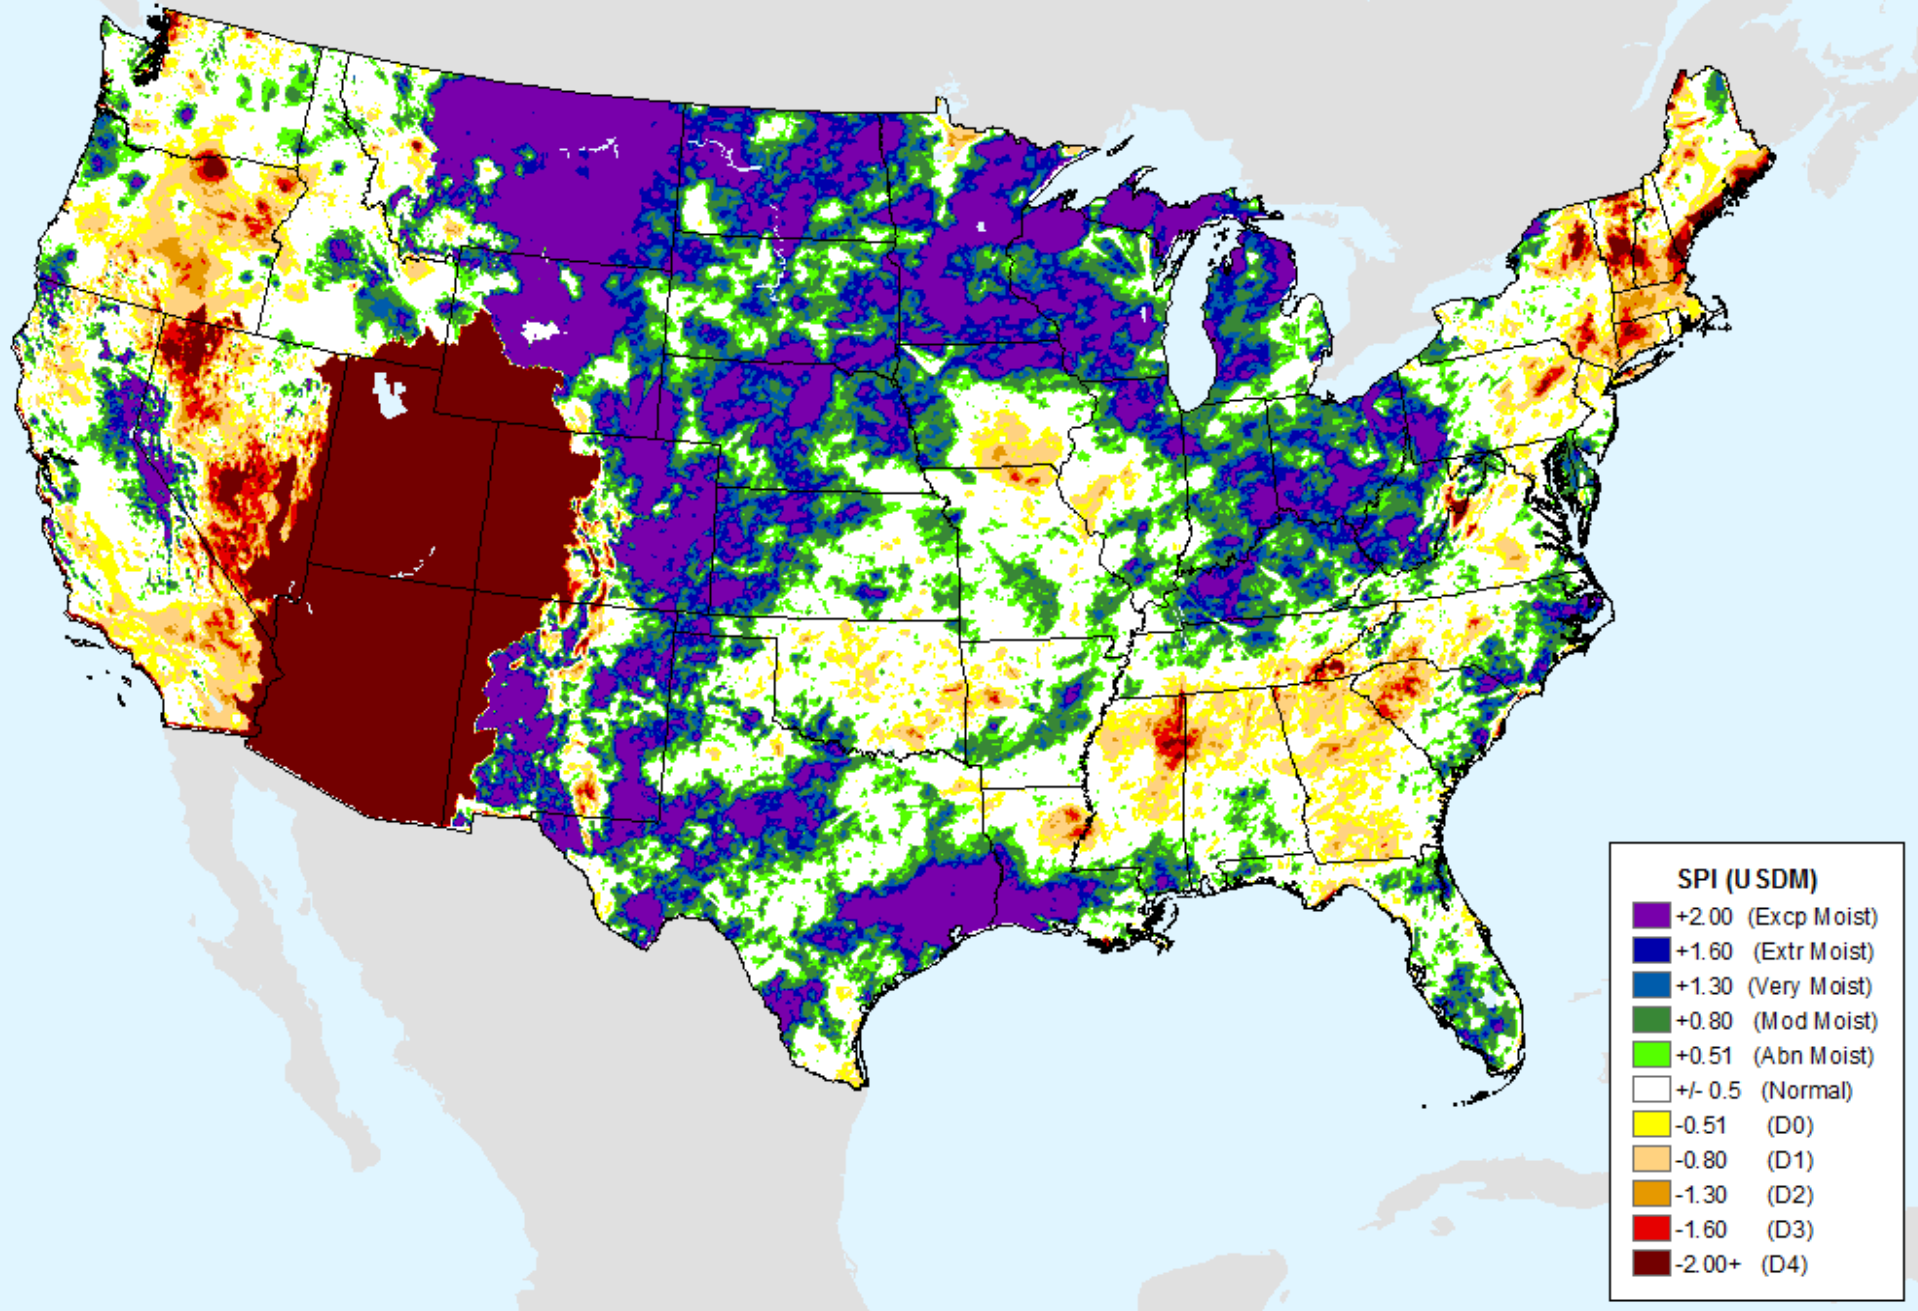 SPI (USDM)
+2.00 (Excp Moist)
+1.60 (Extr Moist)
+1.30 (Very Moist)
+0.80 (Mod Moist)
+0.51 (Abn Moist)
+/- 0.5 (Normal)
-0.51 (D0)
-0.80 (D1)
-1.30 (D2)
-1.60 (D3)
-2.00+ (D4)